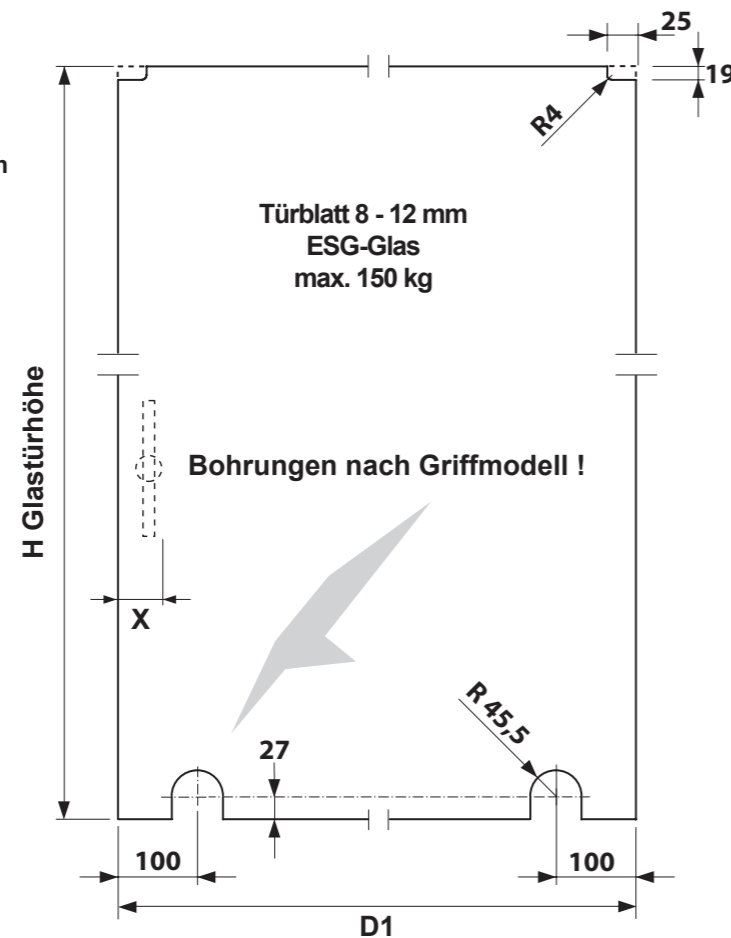 25
19
R4
n
Türblatt 8 - 12 mm
ESG-Glas
max. 150 kg
H Glastürhöhe
Bohrungen nach Griffmodell !
X
R 45,5
27
100
100
D1